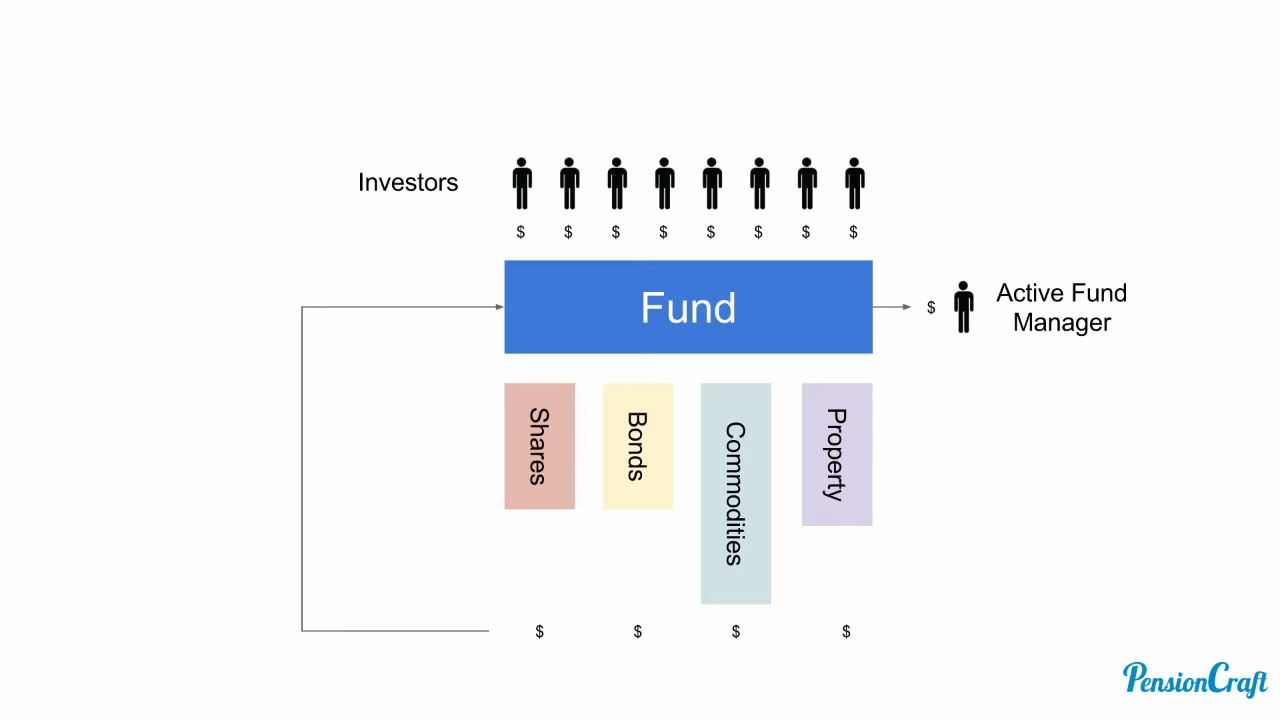 Investors
$ $ $ $ $ $ $ $
Fund
$
Active Fund
Manager
Shares
Bonds
Commodities
Property
$ $ $ $
PensionCraft